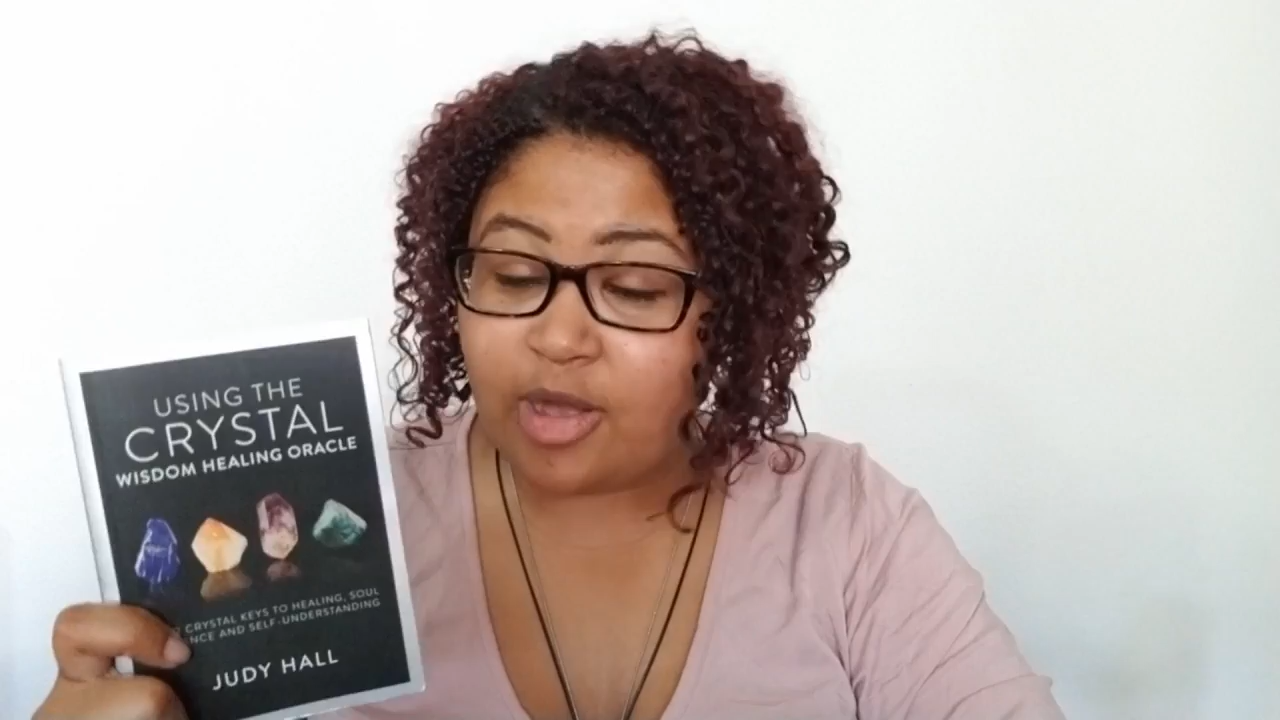 USING THE
CRYSTAL
WISDOM HEALING ORACLE
CRYSTAL KEYS TO HEALING, SOUL
AND SELF-UNDERSTANDING
JUDY HALL